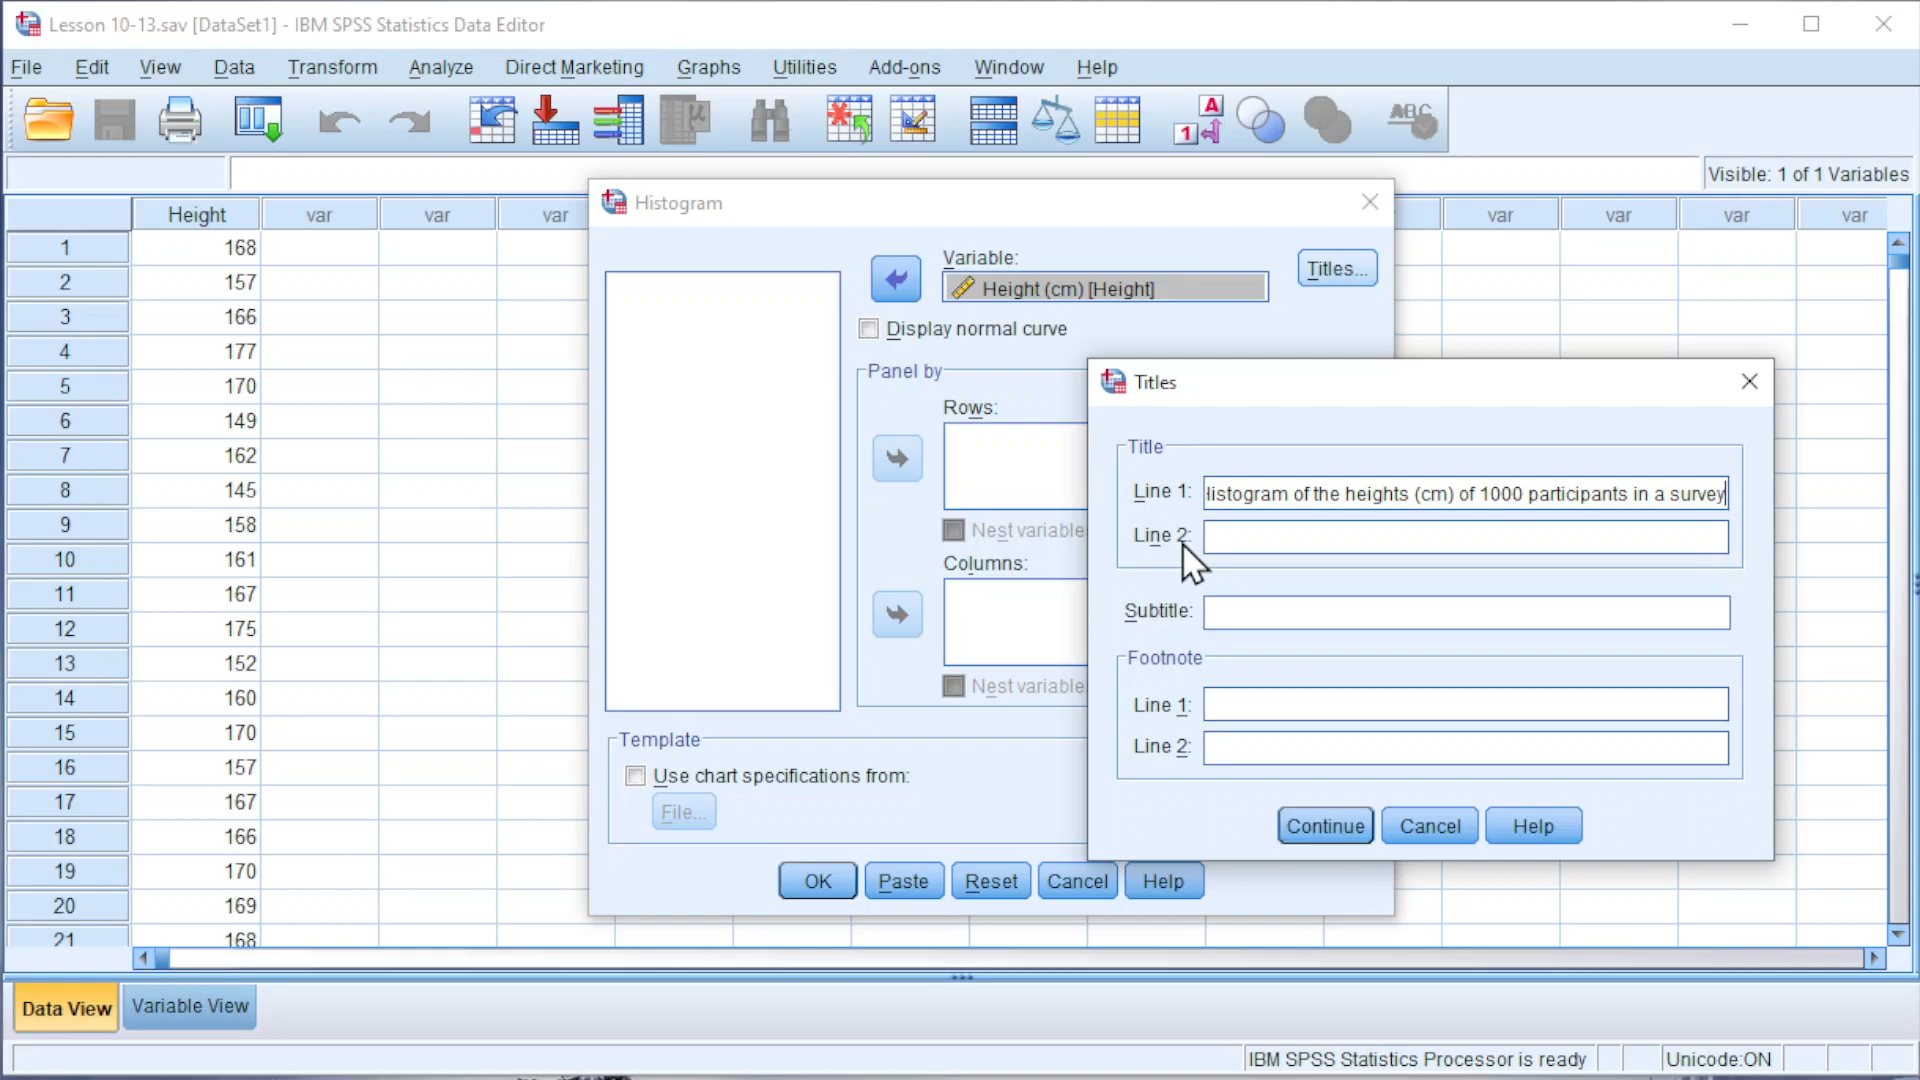 Lesson 10-13.sav [DataSet1] - IBM SPSS Statistics Data Editor
File Edit View Data Transform Analyze Direct Marketing Graphs Utilities Add-ons Window Help
A
1
ABC
Visible: 1 of 1 Variables
Height var var var var var var var
1 168
2 157
3 166
4 177
5 170
6 149
7 162
8 145
9 158
10 161
11 167
12 175
13 152
14 160
15 170
16 157
17 167
18 166
19 170
20 169
21 168
Histogram
Variable:
Height (cm) [Height]
Titles...
Display normal curve
Panel by
Rows:
Nest variable
Columns:
Nest variable
Template
Use chart specifications from:
File...
OK Paste Reset Cancel Help
Titles
Title
Line 1: Histogram of the heights (cm) of 1000 participants in a survey
Line 2:
Subtitle:
Footnote
Line 1:
Line 2:
Continue Cancel Help
Data View Variable View
IBM SPSS Statistics Processor is ready Unicode:ON